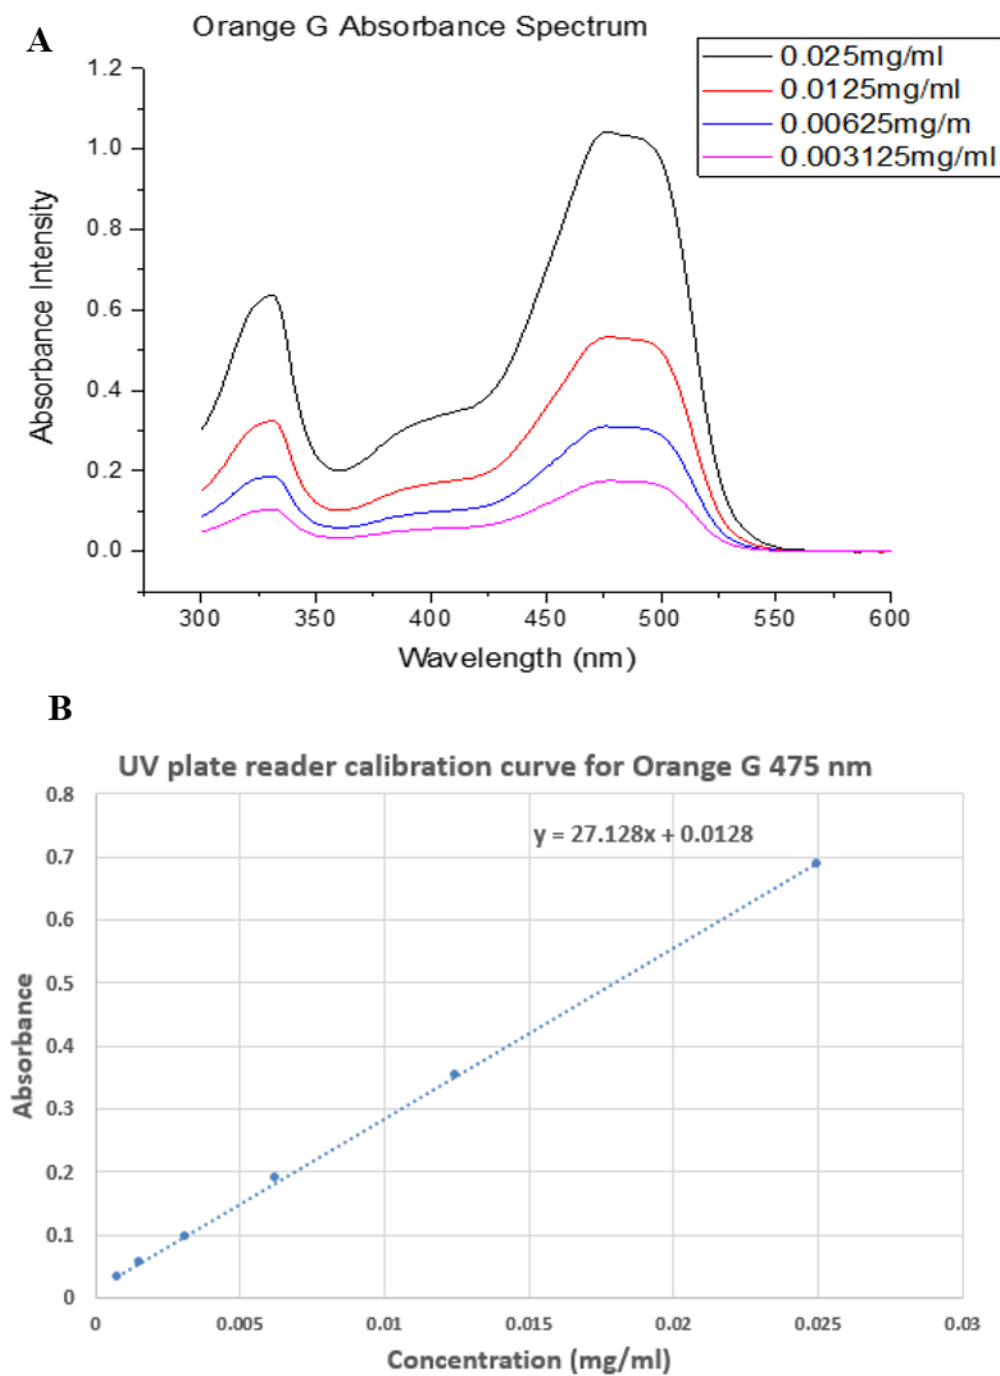 A
Orange G Absorbance Spectrum
0.025mg/ml
0.0125mg/ml
0.00625mg/m
0.003125mg/ml
1.2
1.0
0.8
0.6
0.4
0.2
0.0
Absorbance Intensity
300 350 400 450 500 550 600
Wavelength (nm)
B
UV plate reader calibration curve for Orange G 475 nm
y = 27.128x + 0.0128
0.8
0.7
0.6
0.5
0.4
0.3
0.2
0.1
0
Absorbance
0 0.005 0.01 0.015 0.02 0.025 0.03
Concentration (mg/ml)